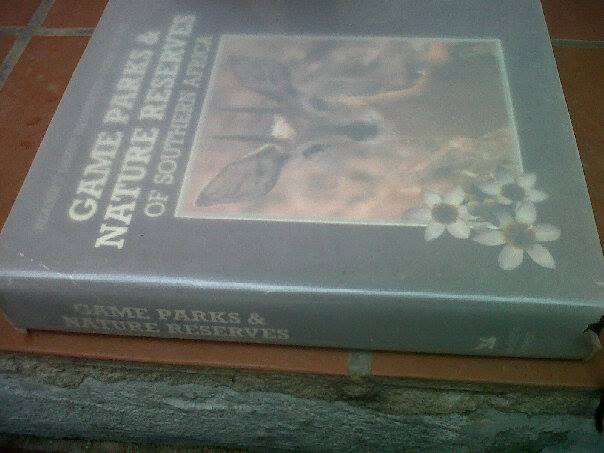 GAME PARKS &
NATURE RESERVES
OF SOUTHERN AFRICA
GAME PARKS &
NATURE RESERVES